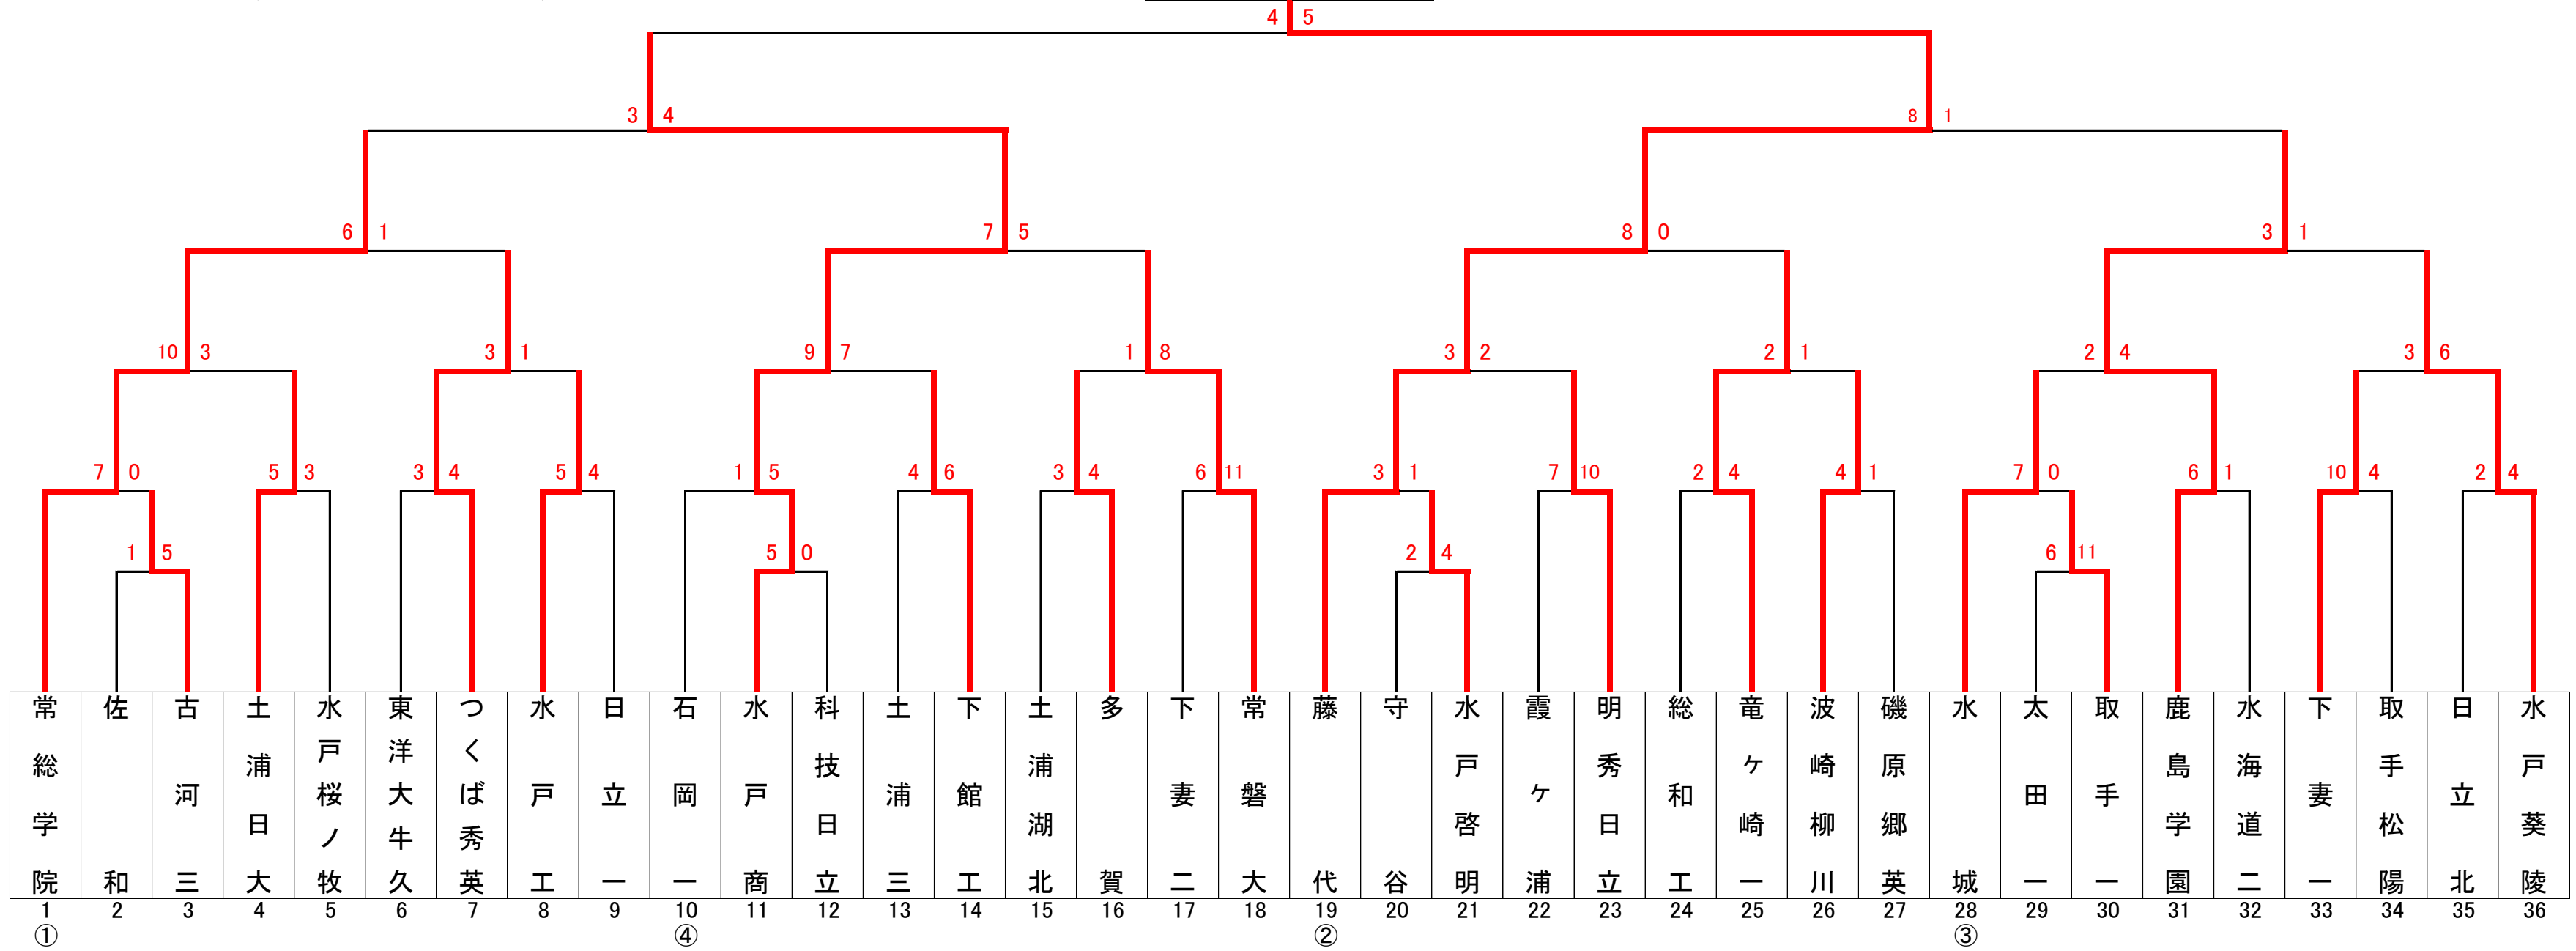 4 5
3 4
8 1
6 1
7 5
8 0
3 1
10 3
3 1
9 7
1 8
3 2
2 1
2 4
3 6
7 0
5 3
3 4
5 4
1 5
4 6
3 4
6 11
3 1
7 10
2 4
4 1
7 0
6 1
10 4
2 4
1 5
5 0
2 4
6 11
常総学院
佐和
古河三
土浦日大
水戸桜ノ牧
東洋大牛久
つくば秀英
水戸工
日立一
石岡一
水戸商
科技日立
土浦三
下館工
土浦湖北
多賀
下妻二
常磐大
藤代
守谷
水戸啓明
霞ヶ浦
明秀日立
総和工
竜ヶ崎一
波崎柳川
磯原郷英
水城
太田一
取手一
鹿島学園
水海道二
下妻一
取手松陽
日立北
水戸葵陵
1 2 3 4 5 6 7 8 9 10 11 12 13 14 15 16 17 18 19 20 21 22 23 24 25 26 27 28 29 30 31 32 33 34 35 36
① ④ ② ③